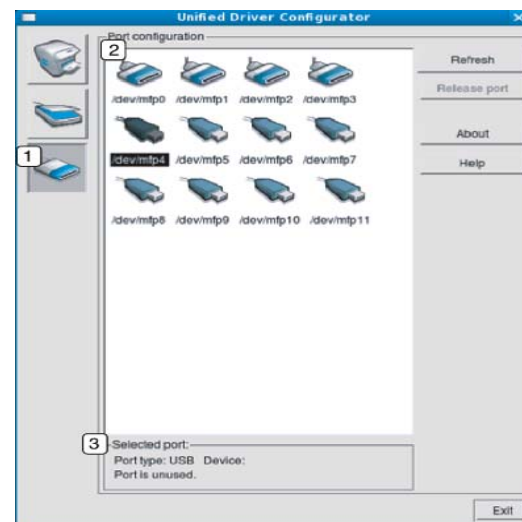 Unified Driver Configurator
Port configuration
2
Refresh
/dev/mfp0 /dev/mfp1 /dev/mfp2 /dev/mfp3
Release port
About
1
/dev/mfp4 /dev/mfp5 /dev/mfp6 /dev/mfp7
Help
/dev/mfp8 /dev/mfp9 /dev/mfp10 /dev/mfp11
3
Selected port:
Port type: USB Device:
Port is unused.
Exit